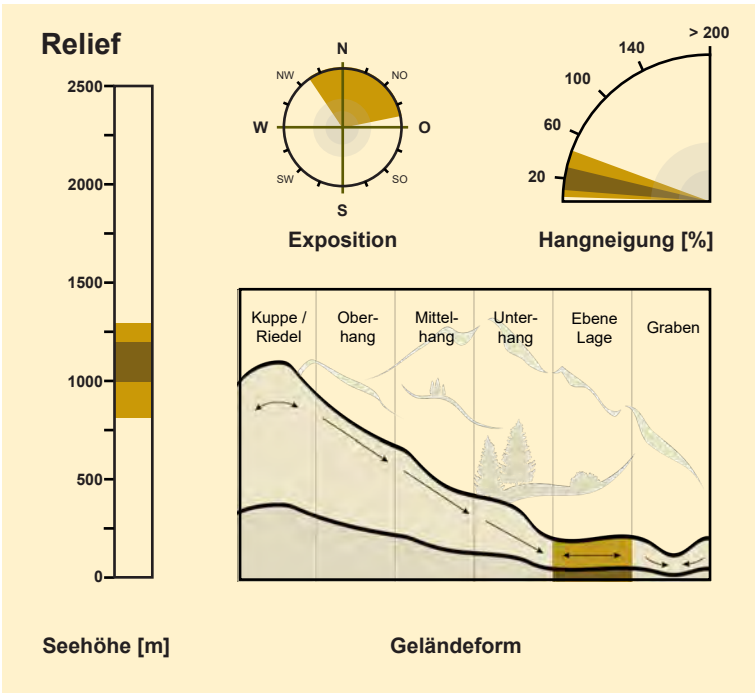 Relief
2500
2000
1500
1000
500
0
Seehöhe [m]
N
NW
NO
W
O
SW
SO
S
Exposition
> 200
140
100
60
20
Hangneigung [%]
Kuppe /
Riedel
Ober-
hang
Mittel-
hang
Unter-
hang
Ebene
Lage
Graben
Geländeform